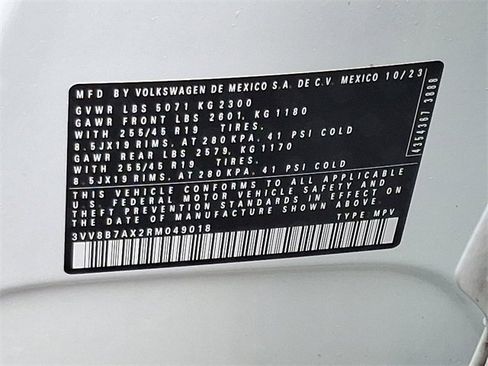 MFD BY VOLKSWAGEN DE MEXICO S.A. DE C.V. MEXICO 10/23
GVWR LBS 5071 KG 2300
GAWR FRONT LBS 2601, KG 1180
WITH 255/45 R19 TIRES.
8.5JX19 RIMS, AT 280 KPA, 41 PSI COLD
GAWR REAR LBS 2579, KG 1170
WITH 255/45 R19 TIRES.
8.5JX19 RIMS, AT 280 KPA, 41 PSI COLD
THIS VEHICLE CONFORMS TO ALL APPLICABLE
U.S. FEDERAL MOTOR VEHICLE SAFETY AND
THEFT PREVENTION STANDARDS IN EFFECT ON
THE DATE OF MANUFACTURE SHOWN ABOVE.
3VV8B7AX2RM049018 TYPE MPV